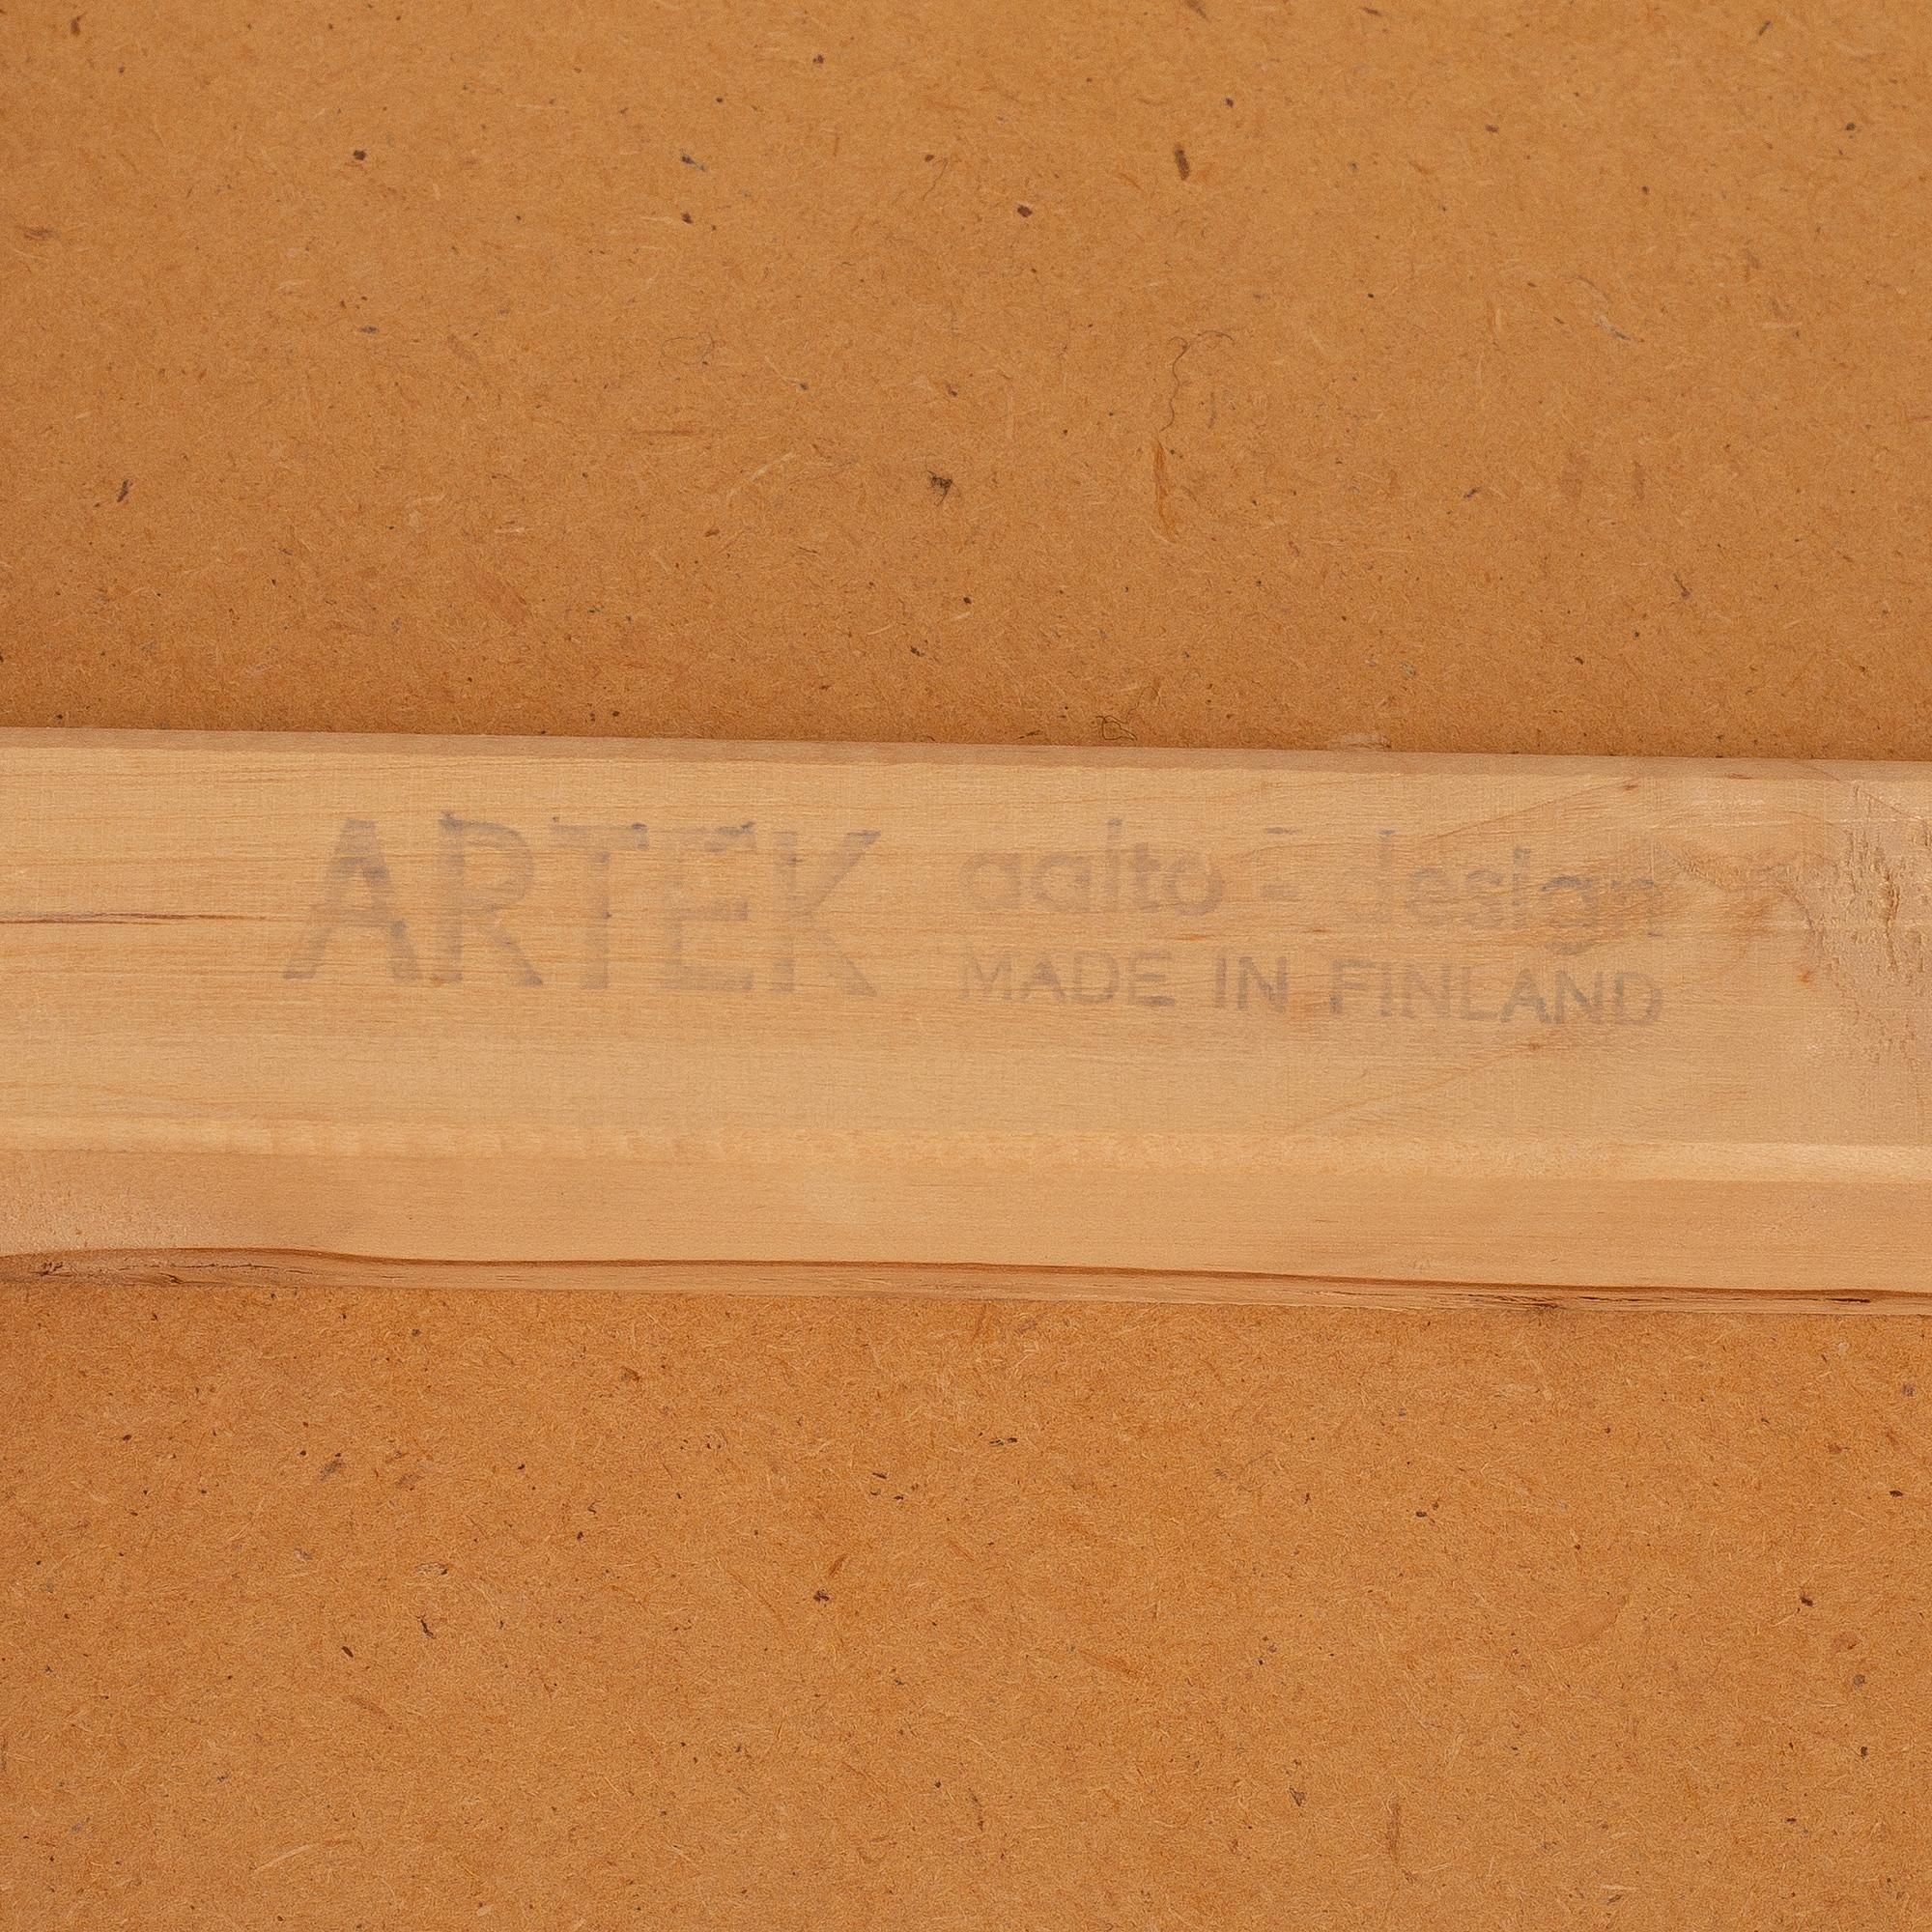 ARTEK
aalto - design
MADE IN FINLAND